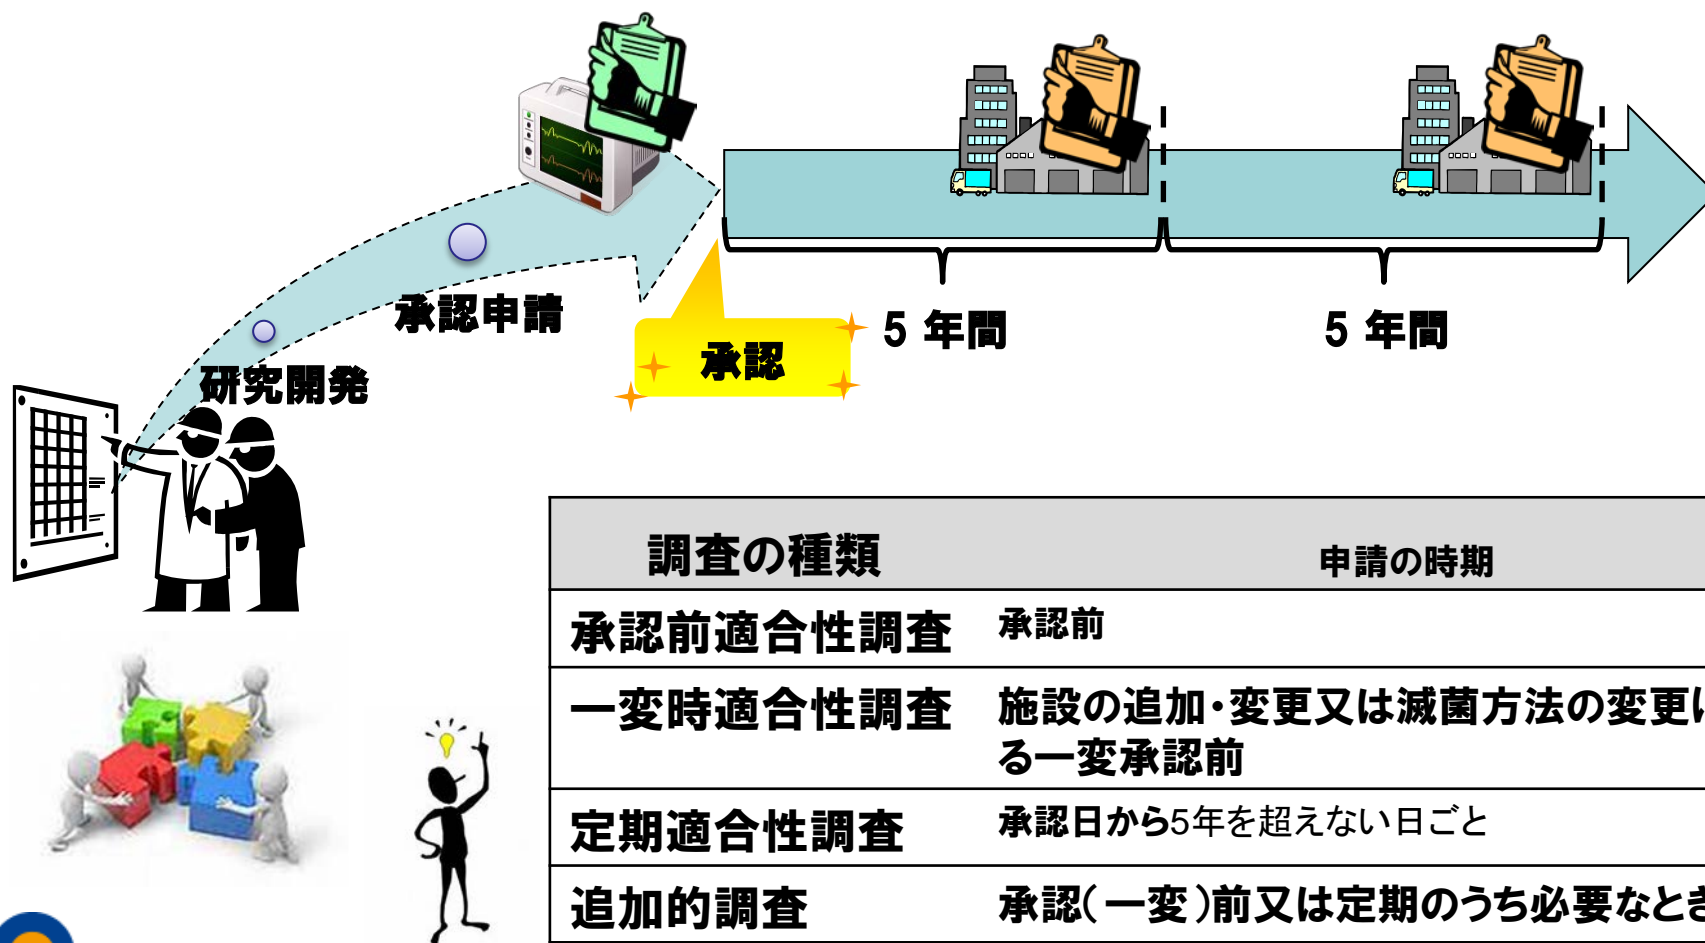 承認申請
研究開発
承認
5 年間
5 年間
調査の種類
申請の時期
承認前適合性調査
承認前
一変時適合性調査
施設の追加・変更又は滅菌方法の変更
る一変承認前
定期適合性調査
承認日から5年を超えない日ごと
追加的調査
承認(一変)前又は定期のうち必要なとき